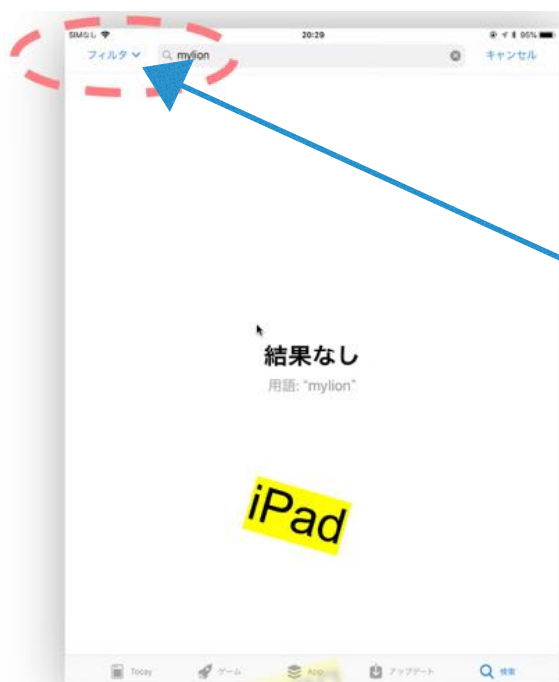 SIMなし 20:29 95%
フィルタ mylion キャンセル
結果なし
用語: "mylion"
iPad
Today ゲーム App アップデート 検索